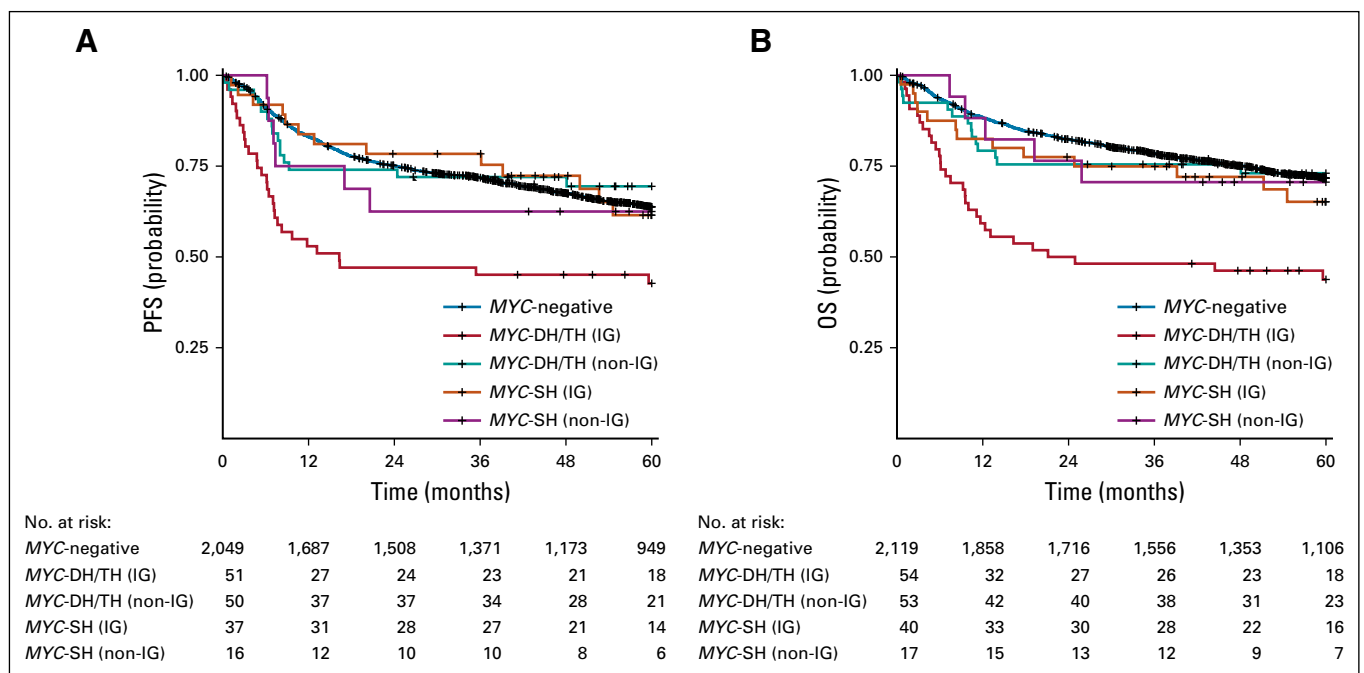 A
1.00
0.75
0.50
0.25
PFS (probability)
MYC-negative
MYC-DH/TH (IG)
MYC-DH/TH (non-IG)
MYC-SH (IG)
MYC-SH (non-IG)
0 12 24 36 48 60
Time (months)
No. at risk:
MYC-negative 2,049 1,687 1,508 1,371 1,173 949
MYC-DH/TH (IG) 51 27 24 23 21 18
MYC-DH/TH (non-IG) 50 37 37 34 28 21
MYC-SH (IG) 37 31 28 27 21 14
MYC-SH (non-IG) 16 12 10 10 8 6
B
1.00
0.75
0.50
0.25
OS (probability)
MYC-negative
MYC-DH/TH (IG)
MYC-DH/TH (non-IG)
MYC-SH (IG)
MYC-SH (non-IG)
0 12 24 36 48 60
Time (months)
No. at risk:
MYC-negative 2,119 1,858 1,716 1,556 1,353 1,106
MYC-DH/TH (IG) 54 32 27 26 23 18
MYC-DH/TH (non-IG) 53 42 40 38 31 23
MYC-SH (IG) 40 33 30 28 22 16
MYC-SH (non-IG) 17 15 13 12 9 7